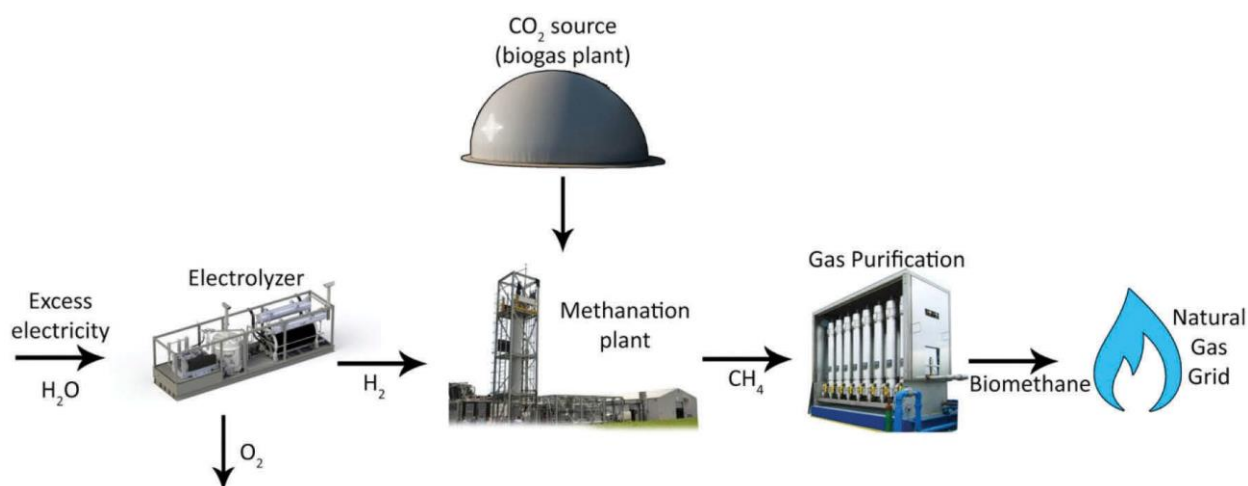 CO₂ source
(biogas plant)
Electrolyzer
Excess
electricity
H₂O
O₂
H₂
Methanation
plant
CH₄
Gas Purification
Biomethane
Natural
Gas
Grid